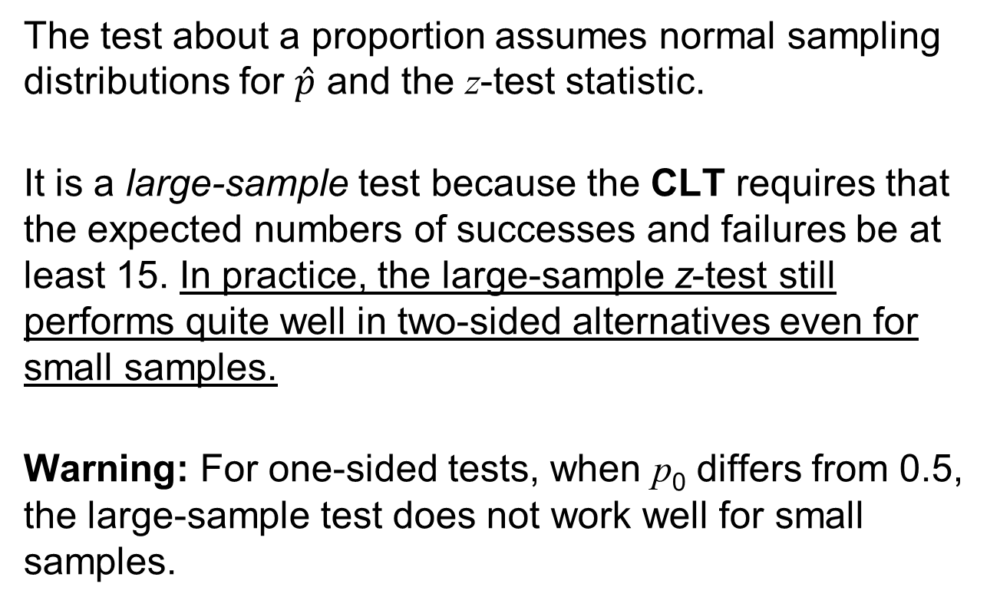 The test about a proportion assumes normal sampling
distributions for p̂ and the z-test statistic.
It is a large-sample test because the CLT requires that
the expected numbers of successes and failures be at
least 15. In practice, the large-sample z-test still
performs quite well in two-sided alternatives even for
small samples.
Warning: For one-sided tests, when p₀ differs from 0.5,
the large-sample test does not work well for small
samples.